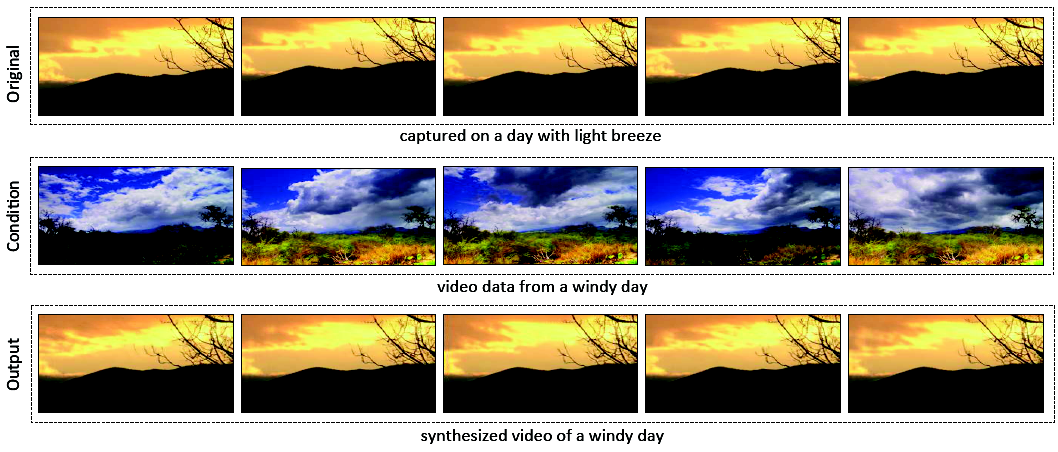 Original
captured on a day with light breeze
Condition
video data from a windy day
Output
synthesized video of a windy day